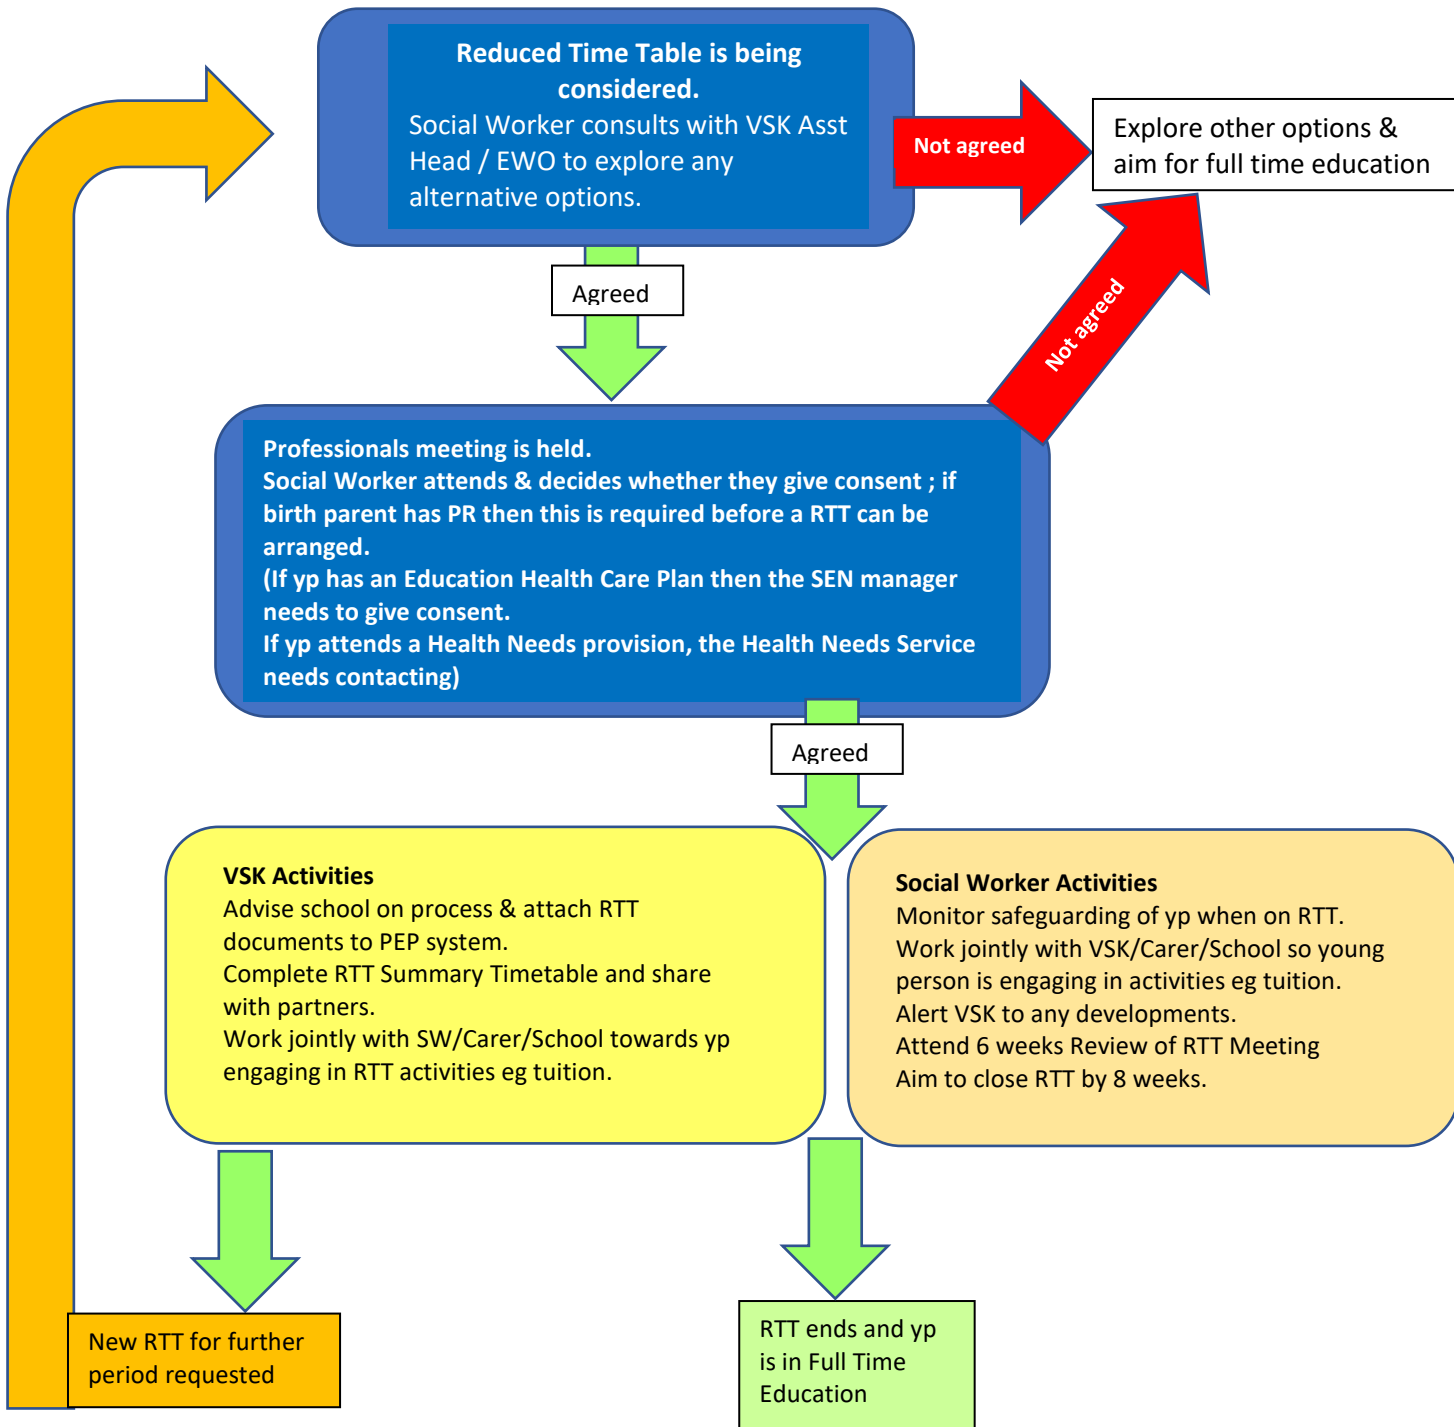 Reduced Time Table is being
considered.
Social Worker consults with VSK Asst
Head / EWO to explore any
alternative options.
Not agreed
Explore other options &
aim for full time education
Agreed
Not agreed
Professionals meeting is held.
Social Worker attends & decides whether they give consent ; if
birth parent has PR then this is required before a RTT can be
arranged.
(If yp has an Education Health Care Plan then the SEN manager
needs to give consent.
If yp attends a Health Needs provision, the Health Needs Service
needs contacting)
Agreed
VSK Activities
Advise school on process & attach RTT
documents to PEP system.
Complete RTT Summary Timetable and share
with partners.
Work jointly with SW/Carer/School towards yp
engaging in RTT activities eg tuition.
Social Worker Activities
Monitor safeguarding of yp when on RTT.
Work jointly with VSK/Carer/School so young
person is engaging in activities eg tuition.
Alert VSK to any developments.
Attend 6 weeks Review of RTT Meeting
Aim to close RTT by 8 weeks.
New RTT for further
period requested
RTT ends and yp
is in Full Time
Education